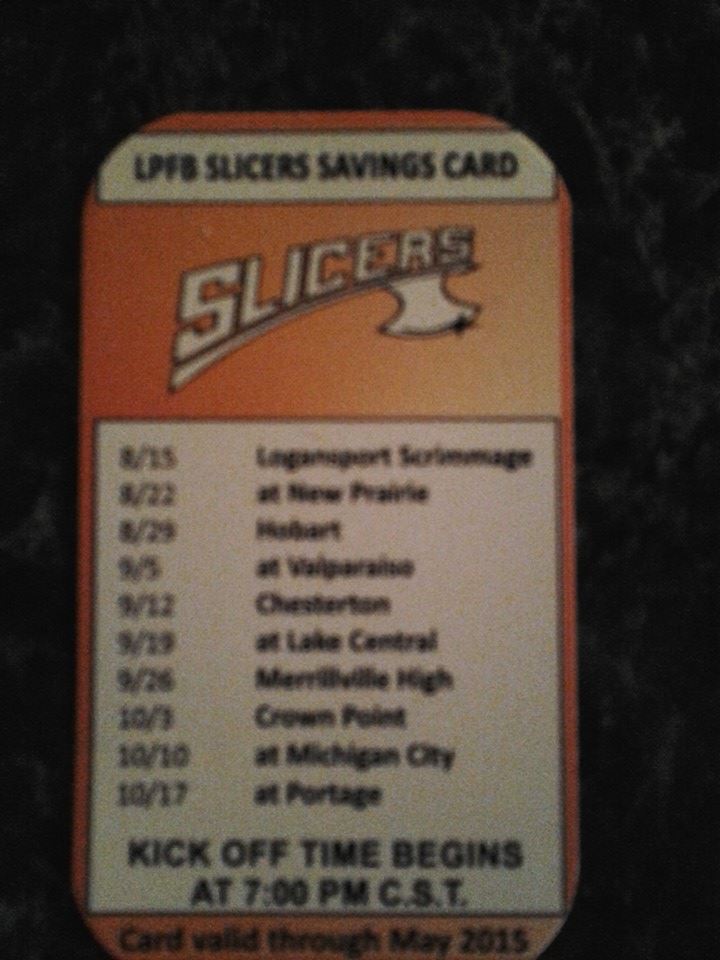 LPFB SLICERS SAVINGS CARD
SLICERS
8/15 Logansport Scrimmage
8/22 at New Prairie
8/29 Hobart
9/5 at Valparaiso
9/12 Chesterton
9/19 at Lake Central
9/26 Merrillville High
10/3 Crown Point
10/10 at Michigan City
10/17 at Portage
KICK OFF TIME BEGINS
AT 7:00 PM C.S.T.
Card valid through May 2015